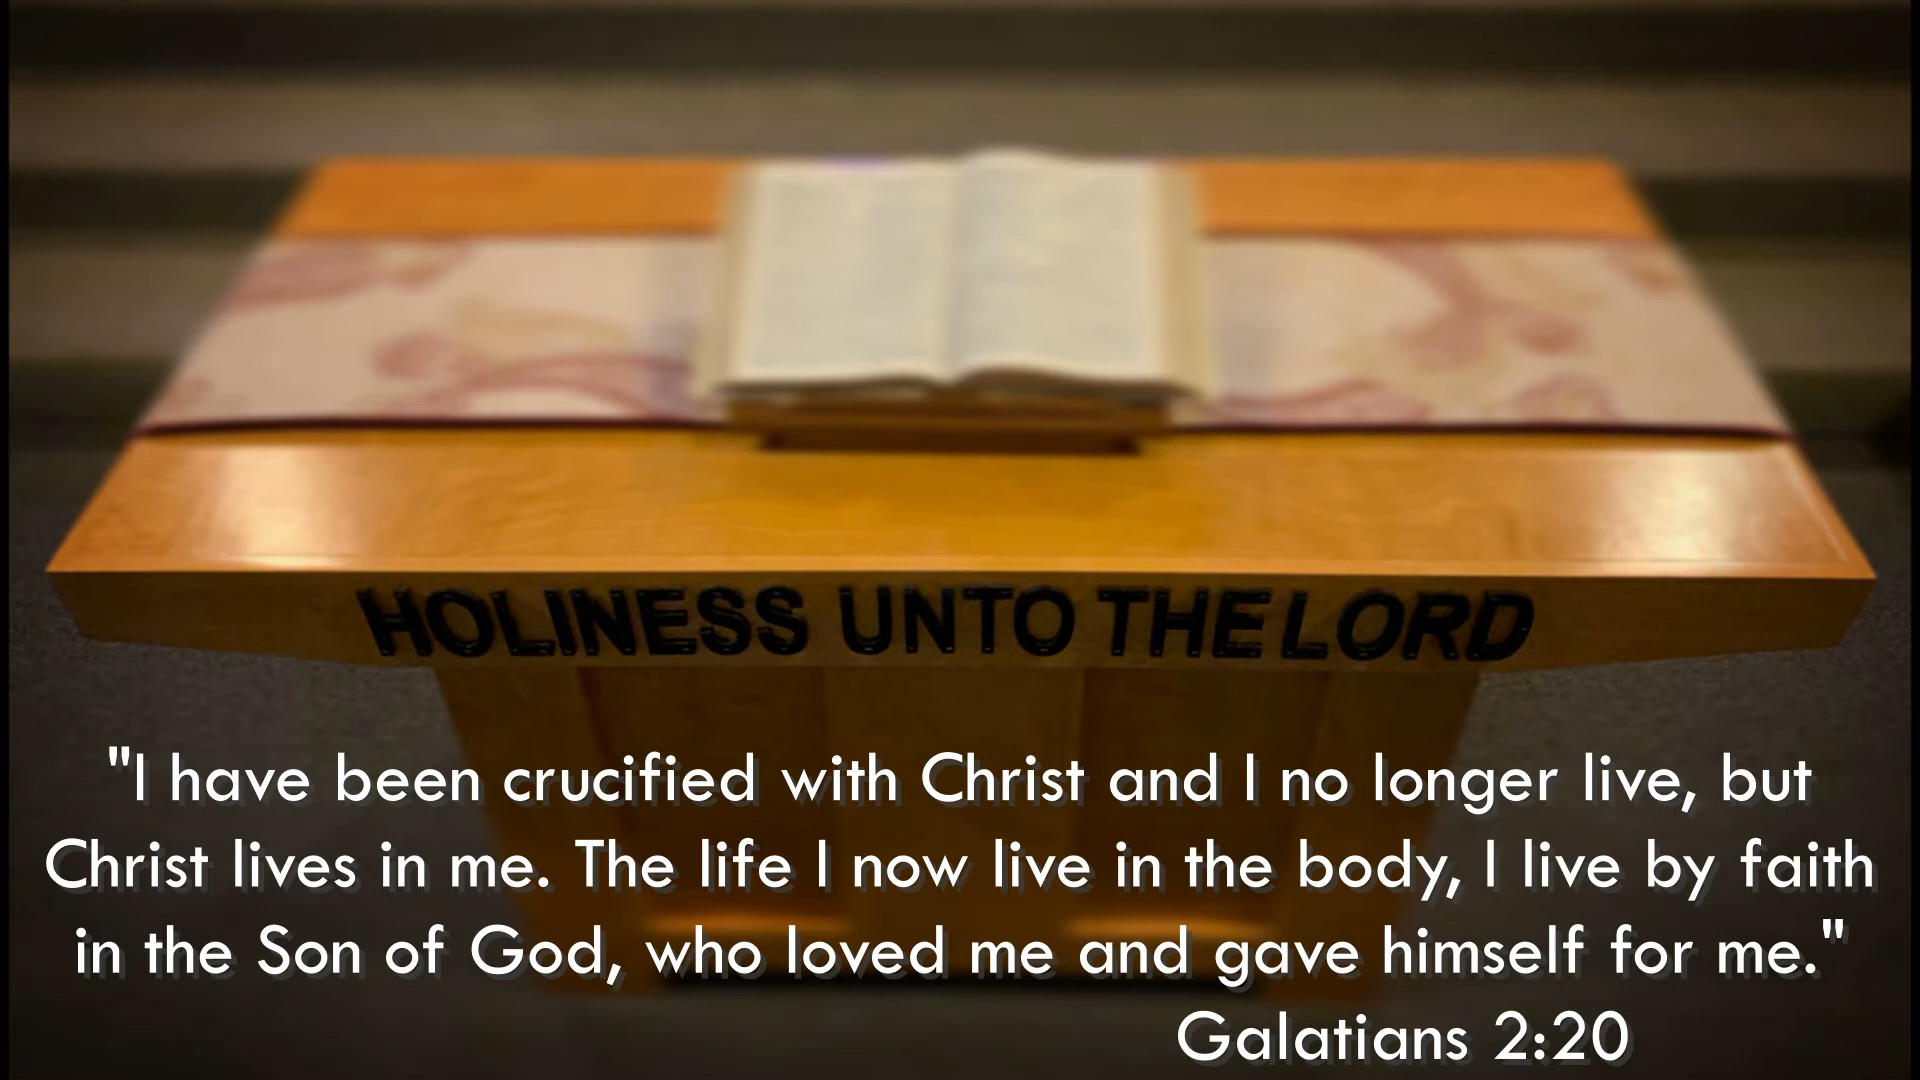 HOLINESS UNTO THE LORD
"I have been crucified with Christ and I no longer live, but
Christ lives in me. The life I now live in the body, I live by faith
in the Son of God, who loved me and gave himself for me."
Galatians 2:20